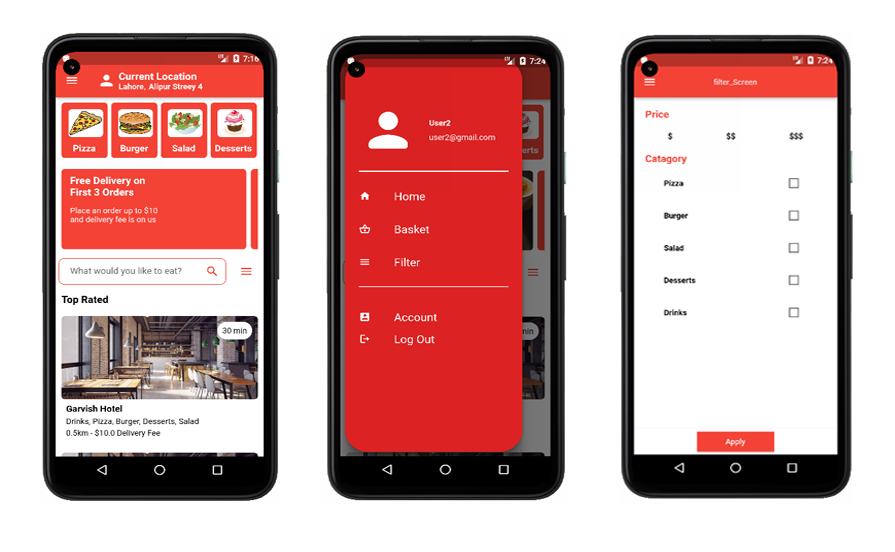 7:16
Current Location
Lahore, Alipur Streey 4
Pizza
Burger
Salad
Desserts
Free Delivery on
First 3 Orders
Place an order up to $10
and delivery fee is on us
What would you like to eat?
Top Rated
30 min
Garvish Hotel
Drinks, Pizza, Burger, Desserts, Salad
0.5km - $10.0 Delivery Fee
7:24
User2
user2@gmail.com
erts
Home
Basket
Filter
min
Account
Log Out
7:24
filter_Screen
Price
$ $$ $$$
Catagory
Pizza
Burger
Salad
Desserts
Drinks
Apply